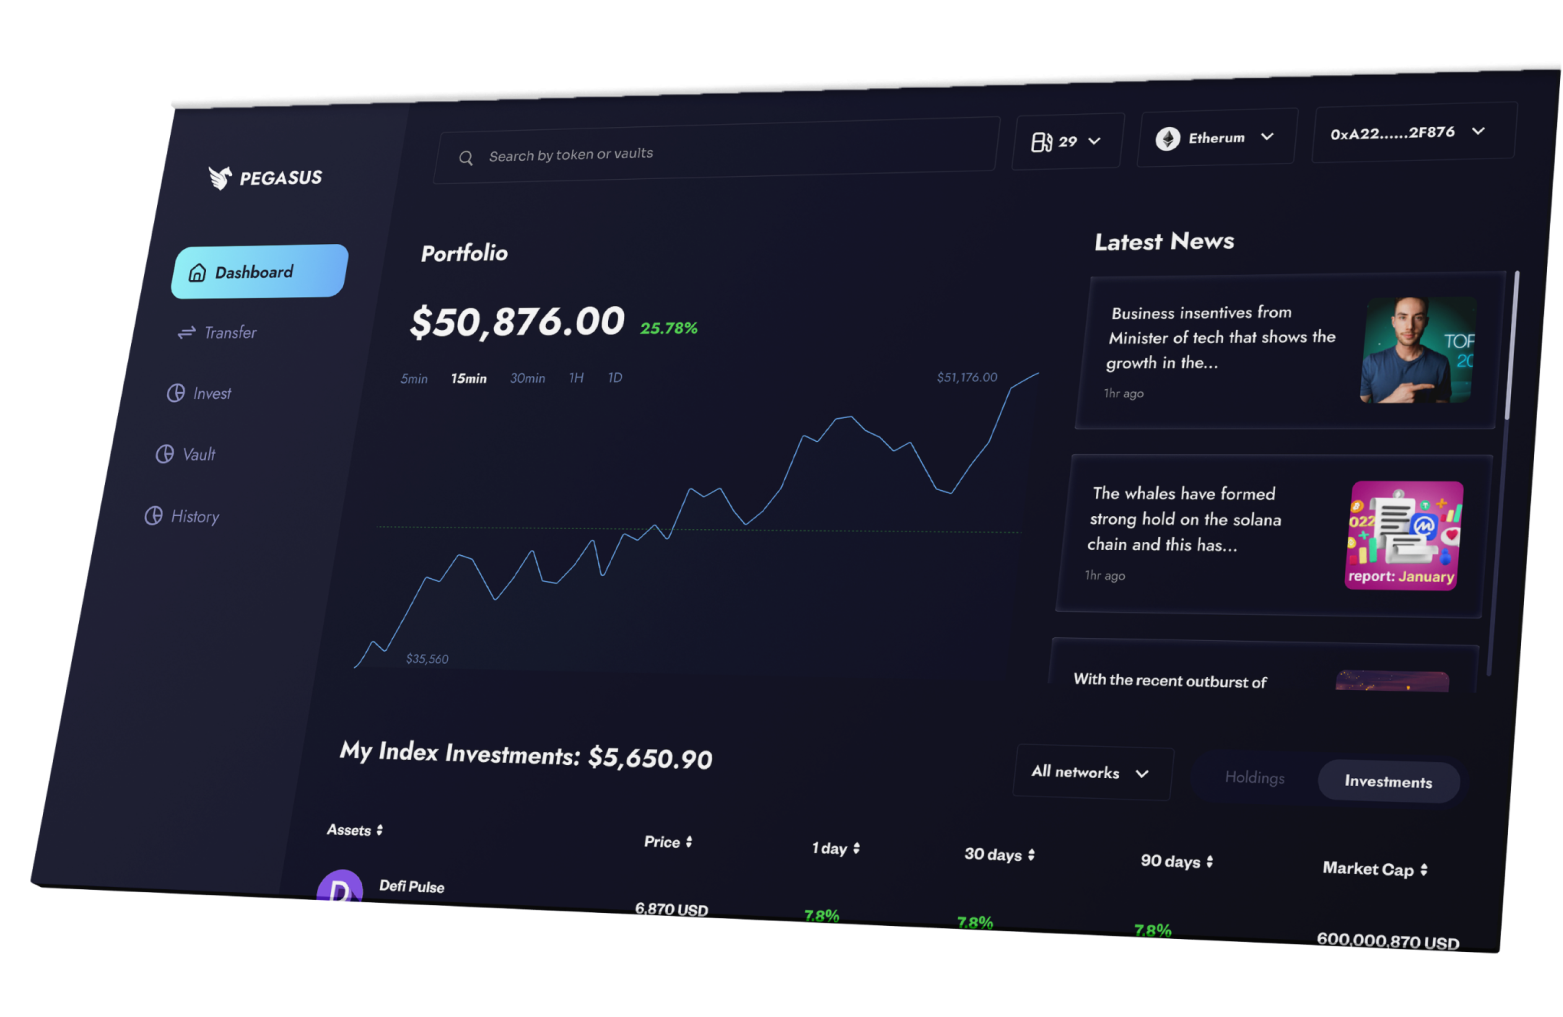 PEGASUS
Search by token or vaults
29
Etherum
0xA22......2F876
Dashboard
Transfer
Invest
Vault
History
Portfolio
$50,876.00 25.78%
5min 15min 30min 1H 1D
$51,176.00
$35,560
Latest News
Business insentives from
Minister of tech that shows the
growth in the...
1hr ago
TOP
20
The whales have formed
strong hold on the solana
chain and this has...
1hr ago
022
report: January
With the recent outburst of
My Index Investments: $5,650.90
All networks
Holdings
Investments
Assets Price 1 day 30 days 90 days Market Cap
D
Defi Pulse
6,870 USD 7.8% 7.8% 7.8% 600,000,870 USD